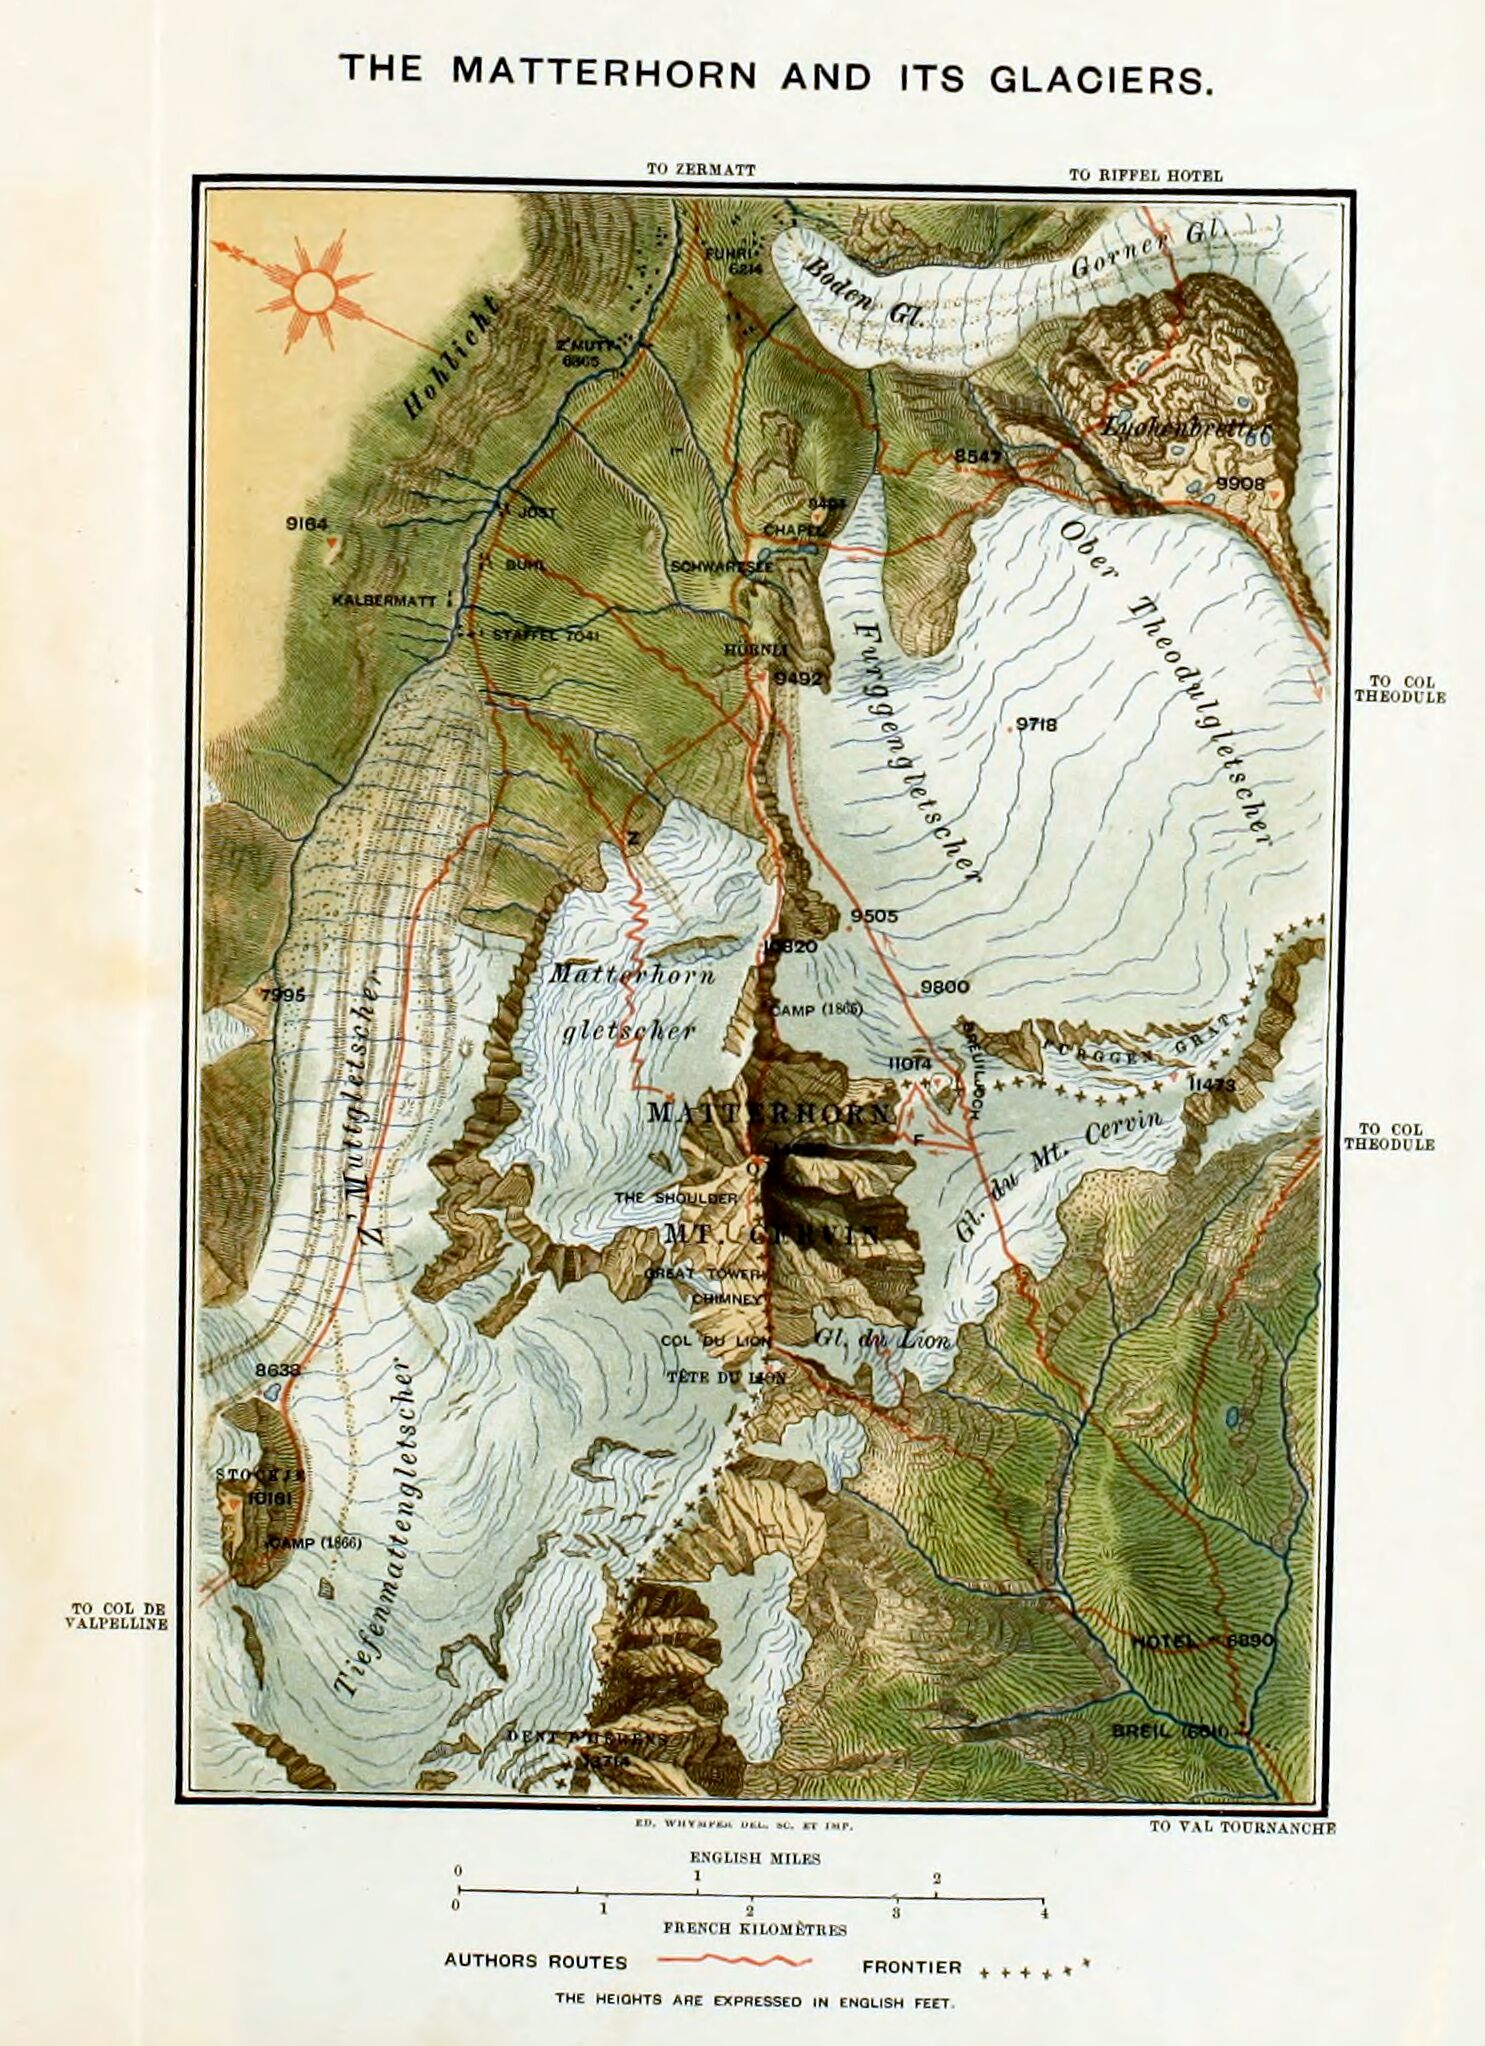 THE MATTERHORN AND ITS GLACIERS.
TO ZERMATT
TO RIFFEL HOTEL
FUHRI
6214
Boden Gl.
Gorner Gl.
Hohlicht
Z'MUTT
6365
8547
9908
9164
JOST
CHAPEL
BUHL
SCHWARZSEE
KALBERMATT
STAFFEL 7041
HÖRNLI
9492
Ober Theodulgletscher
Furggengletscher
TO COL
THEODULE
9718
N
9505
10820
Matterhorn
gletscher
7995
9800
CAMP (1865)
BREUILJOCH
FURGGEN GRAT
11014
11473
MATTERHORN
F
Gl. du Mt. Cervin
TO COL
THEODULE
Z'Muttgletscher
THE SHOULDER
MT. CERVIN
GREAT TOWER
CHIMNEY
COL DU LION
Gl. du Lion
TÊTE DU LION
8638
STOCKJE
10161
CAMP (1866)
Tiefenmattengletscher
TO COL DE
VALPELLINE
HOTEL 6890
BREIL (6610)
DENT D'HERENS
13714
ED. WHYMPER DEL. SC. ET IMP.
TO VAL TOURNANCHE
ENGLISH MILES
0 1 2
0 1 2 3 4
FRENCH KILOMÈTRES
AUTHORS ROUTES
FRONTIER
THE HEIGHTS ARE EXPRESSED IN ENGLISH FEET.